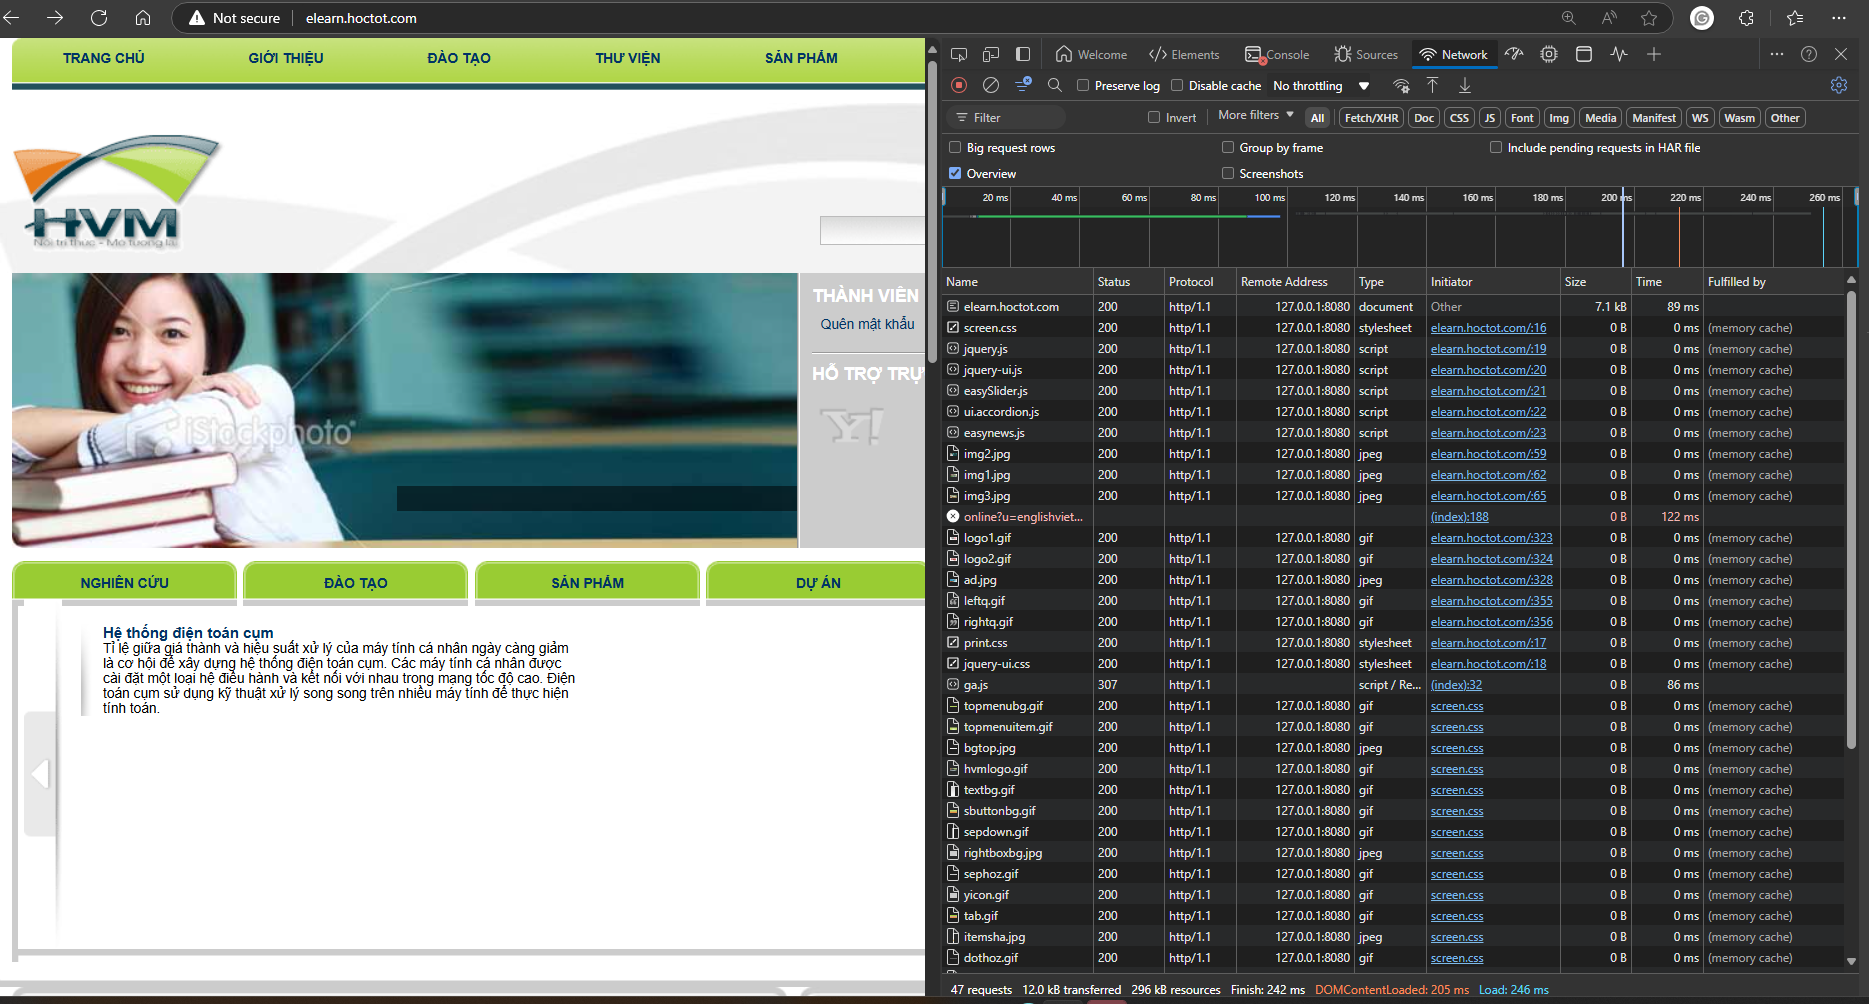 Not secure
elearn.hoctot.com
TRANG CHỦ
GIỚI THIỆU
ĐÀO TẠO
THƯ VIỆN
SẢN PHẨM
HVM
Nối tri thức - Mở tương lai
THÀNH VIÊN
Quên mật khẩu
HỖ TRỢ TRỰ
Y!
iStockphoto
NGHIÊN CỨU
ĐÀO TẠO
SẢN PHẨM
DỰ ÁN
Hệ thống điện toán cụm
Tỉ lệ giữa giá thành và hiệu suất xử lý của máy tính cá nhân ngày càng giảm
là cơ hội để xây dựng hệ thống điện toán cụm. Các máy tính cá nhân được
cài đặt một loại hệ điều hành và kết nối với nhau trong mạng tốc độ cao. Điện
toán cụm sử dụng kỹ thuật xử lý song song trên nhiều máy tính để thực hiện
tính toán.
Welcome
Elements
Console
Sources
Network
Preserve log
Disable cache
No throttling
Filter
Invert
More filters
All
Fetch/XHR
Doc
CSS
JS
Font
Img
Media
Manifest
WS
Wasm
Other
Big request rows
Group by frame
Include pending requests in HAR file
Overview
Screenshots
20 ms
40 ms
60 ms
80 ms
100 ms
120 ms
140 ms
160 ms
180 ms
200 ms
220 ms
240 ms
260 ms
Name Status Protocol Remote Address Type Initiator Size Time Fulfilled by
elearn.hoctot.com 200 http/1.1 127.0.0.1:8080 document Other 7.1 kB 89 ms
screen.css 200 http/1.1 127.0.0.1:8080 stylesheet elearn.hoctot.com/:16 0 B 0 ms (memory cache)
jquery.js 200 http/1.1 127.0.0.1:8080 script elearn.hoctot.com/:19 0 B 0 ms (memory cache)
jquery-ui.js 200 http/1.1 127.0.0.1:8080 script elearn.hoctot.com/:20 0 B 0 ms (memory cache)
easySlider.js 200 http/1.1 127.0.0.1:8080 script elearn.hoctot.com/:21 0 B 0 ms (memory cache)
ui.accordion.js 200 http/1.1 127.0.0.1:8080 script elearn.hoctot.com/:22 0 B 0 ms (memory cache)
easynews.js 200 http/1.1 127.0.0.1:8080 script elearn.hoctot.com/:23 0 B 0 ms (memory cache)
img2.jpg 200 http/1.1 127.0.0.1:8080 jpeg elearn.hoctot.com/:59 0 B 0 ms (memory cache)
img1.jpg 200 http/1.1 127.0.0.1:8080 jpeg elearn.hoctot.com/:62 0 B 0 ms (memory cache)
img3.jpg 200 http/1.1 127.0.0.1:8080 jpeg elearn.hoctot.com/:65 0 B 0 ms (memory cache)
online?u=englishviet... (index):188 0 B 122 ms
logo1.gif 200 http/1.1 127.0.0.1:8080 gif elearn.hoctot.com/:323 0 B 0 ms (memory cache)
logo2.gif 200 http/1.1 127.0.0.1:8080 gif elearn.hoctot.com/:324 0 B 0 ms (memory cache)
ad.jpg 200 http/1.1 127.0.0.1:8080 jpeg elearn.hoctot.com/:328 0 B 0 ms (memory cache)
leftq.gif 200 http/1.1 127.0.0.1:8080 gif elearn.hoctot.com/:355 0 B 0 ms (memory cache)
rightq.gif 200 http/1.1 127.0.0.1:8080 gif elearn.hoctot.com/:356 0 B 0 ms (memory cache)
print.css 200 http/1.1 127.0.0.1:8080 stylesheet elearn.hoctot.com/:17 0 B 0 ms (memory cache)
jquery-ui.css 200 http/1.1 127.0.0.1:8080 stylesheet elearn.hoctot.com/:18 0 B 0 ms (memory cache)
ga.js 307 http/1.1 script / Re... (index):32 0 B 86 ms
topmenubg.gif 200 http/1.1 127.0.0.1:8080 gif screen.css 0 B 0 ms (memory cache)
topmenuitem.gif 200 http/1.1 127.0.0.1:8080 gif screen.css 0 B 0 ms (memory cache)
bgtop.jpg 200 http/1.1 127.0.0.1:8080 jpeg screen.css 0 B 0 ms (memory cache)
hvmlogo.gif 200 http/1.1 127.0.0.1:8080 gif screen.css 0 B 0 ms (memory cache)
textbg.gif 200 http/1.1 127.0.0.1:8080 gif screen.css 0 B 0 ms (memory cache)
sbuttonbg.gif 200 http/1.1 127.0.0.1:8080 gif screen.css 0 B 0 ms (memory cache)
sepdown.gif 200 http/1.1 127.0.0.1:8080 gif screen.css 0 B 0 ms (memory cache)
rightboxbg.jpg 200 http/1.1 127.0.0.1:8080 jpeg screen.css 0 B 0 ms (memory cache)
sephoz.gif 200 http/1.1 127.0.0.1:8080 gif screen.css 0 B 0 ms (memory cache)
yicon.gif 200 http/1.1 127.0.0.1:8080 gif screen.css 0 B 0 ms (memory cache)
tab.gif 200 http/1.1 127.0.0.1:8080 gif screen.css 0 B 0 ms (memory cache)
itemsha.jpg 200 http/1.1 127.0.0.1:8080 jpeg screen.css 0 B 0 ms (memory cache)
dothoz.gif 200 http/1.1 127.0.0.1:8080 gif screen.css 0 B 0 ms (memory cache)
47 requests 12.0 kB transferred 296 kB resources Finish: 242 ms DOMContentLoaded: 205 ms Load: 246 ms